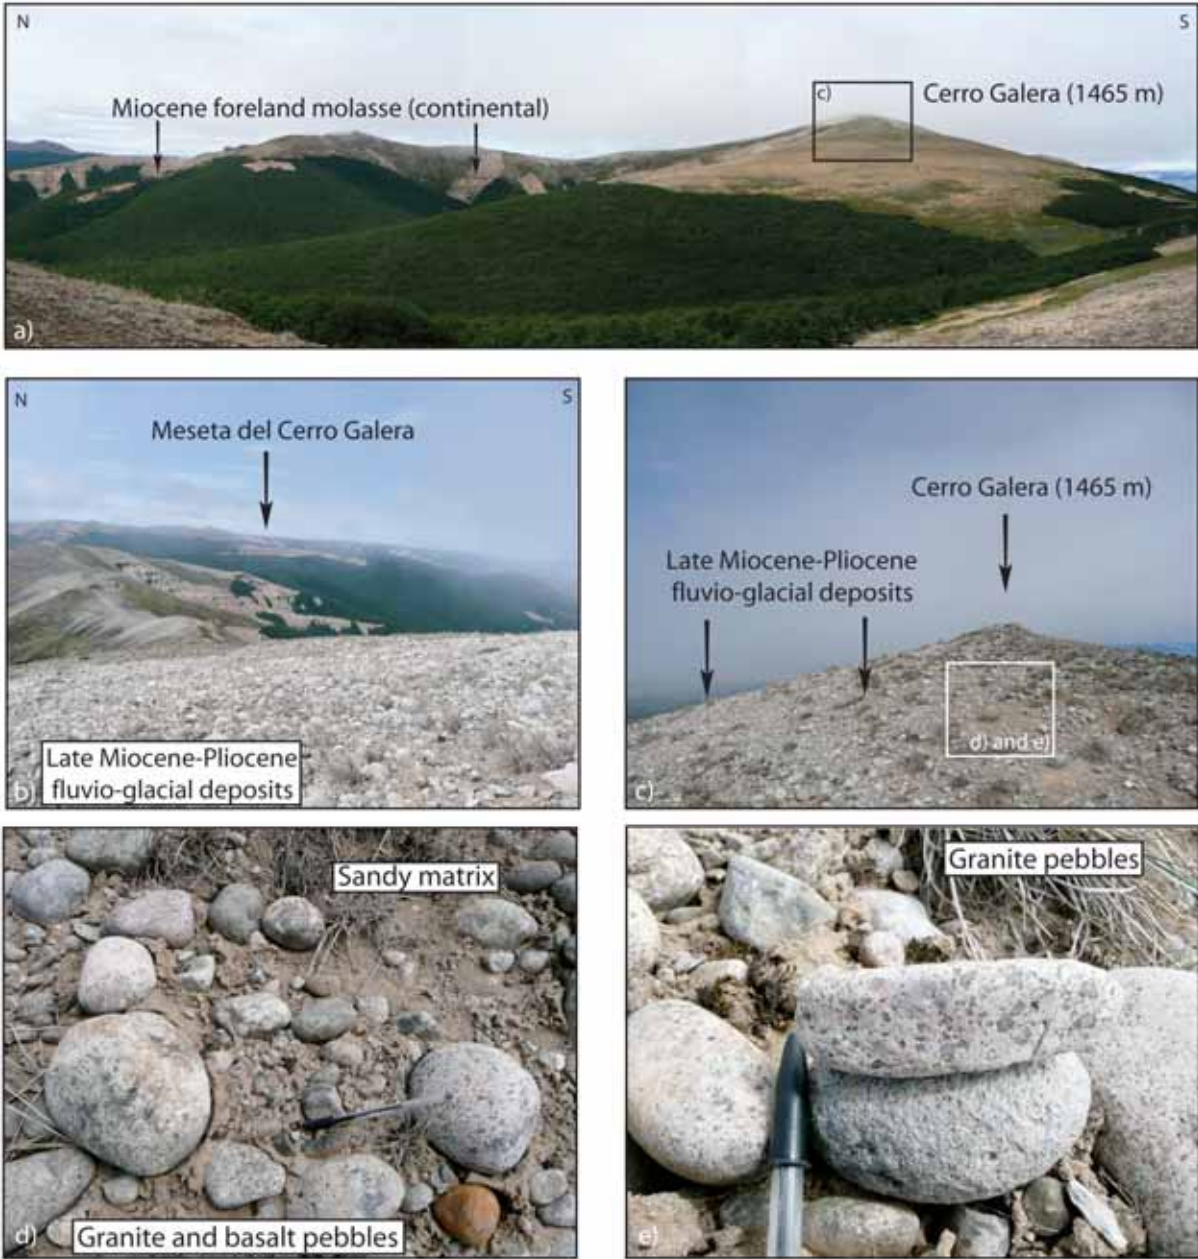 N
S
c)
Cerro Galera (1465 m)
Miocene foreland molasse (continental)
a)
N
S
Meseta del Cerro Galera
Late Miocene-Pliocene
fluvio-glacial deposits
b)
Cerro Galera (1465 m)
Late Miocene-Pliocene
fluvio-glacial deposits
d) and e)
c)
Sandy matrix
d)
Granite and basalt pebbles
Granite pebbles
e)